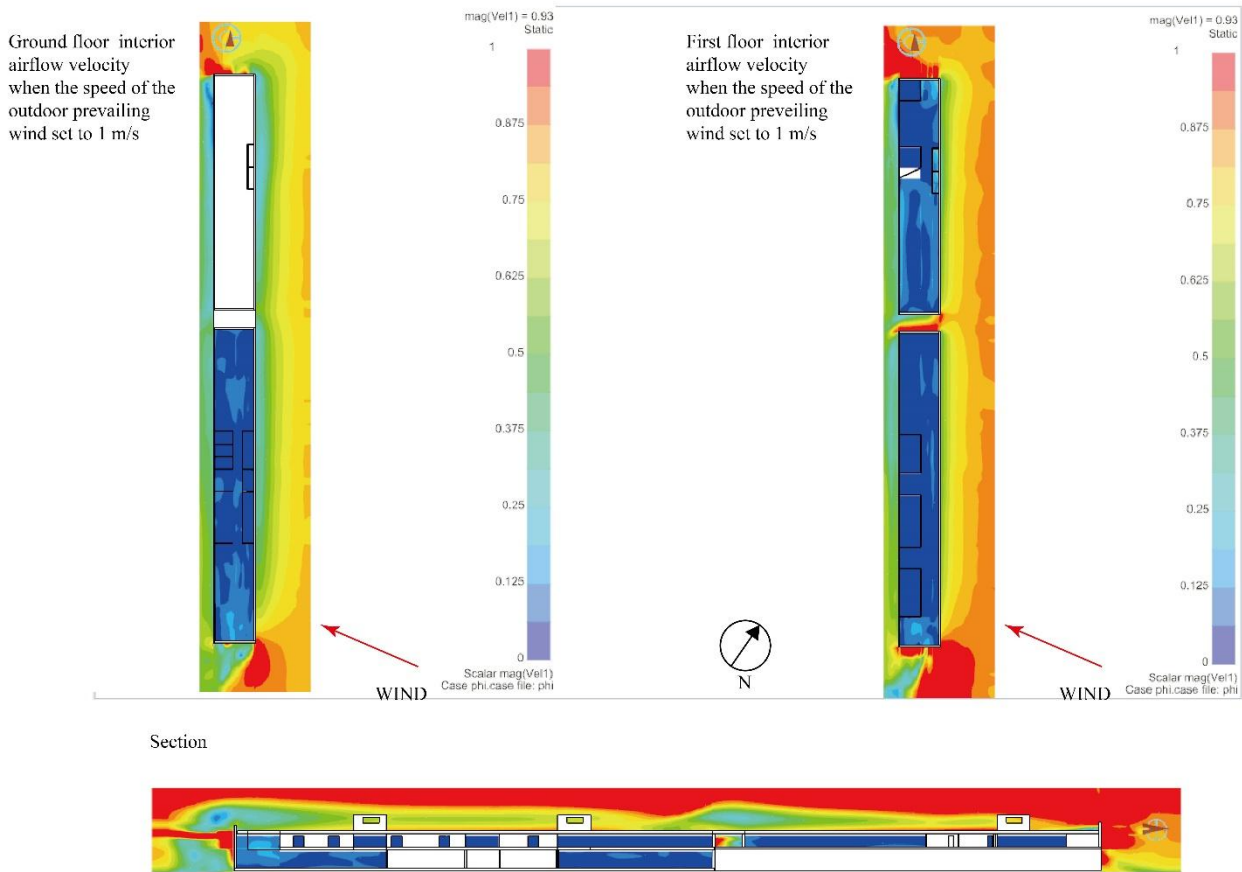 Ground floor interior
airflow velocity
when the speed of the
outdoor prevailing
wind set to 1 m/s
mag(Vel1) = 0.93
Static
1
0.875
0.75
0.625
0.5
0.375
0.25
0.125
0
Scalar mag(Vel1)
Case phi.case file: phi
WIND
First floor interior
airflow velocity
when the speed of the
outdoor preveiling
wind set to 1 m/s
mag(Vel1) = 0.93
Static
1
0.875
0.75
0.625
0.5
0.375
0.25
0.125
0
Scalar mag(Vel1)
Case phi.case file: phi
N
WIND
Section